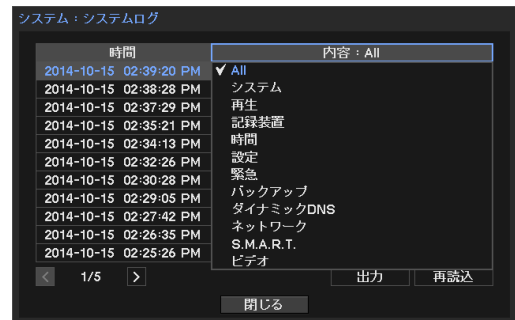 システム：システムログ
時間
内容：All
2014-10-15 02:39:20 PM
✔ All
2014-10-15 02:38:28 PM
システム
2014-10-15 02:37:29 PM
再生
2014-10-15 02:35:21 PM
記録装置
2014-10-15 02:34:13 PM
時間
2014-10-15 02:32:26 PM
設定
2014-10-15 02:30:28 PM
緊急
2014-10-15 02:29:05 PM
バックアップ
2014-10-15 02:27:42 PM
ダイナミックDNS
2014-10-15 02:26:35 PM
ネットワーク
2014-10-15 02:25:26 PM
S.M.A.R.T.
ビデオ
< 1/5 >
出力
再読込
閉じる